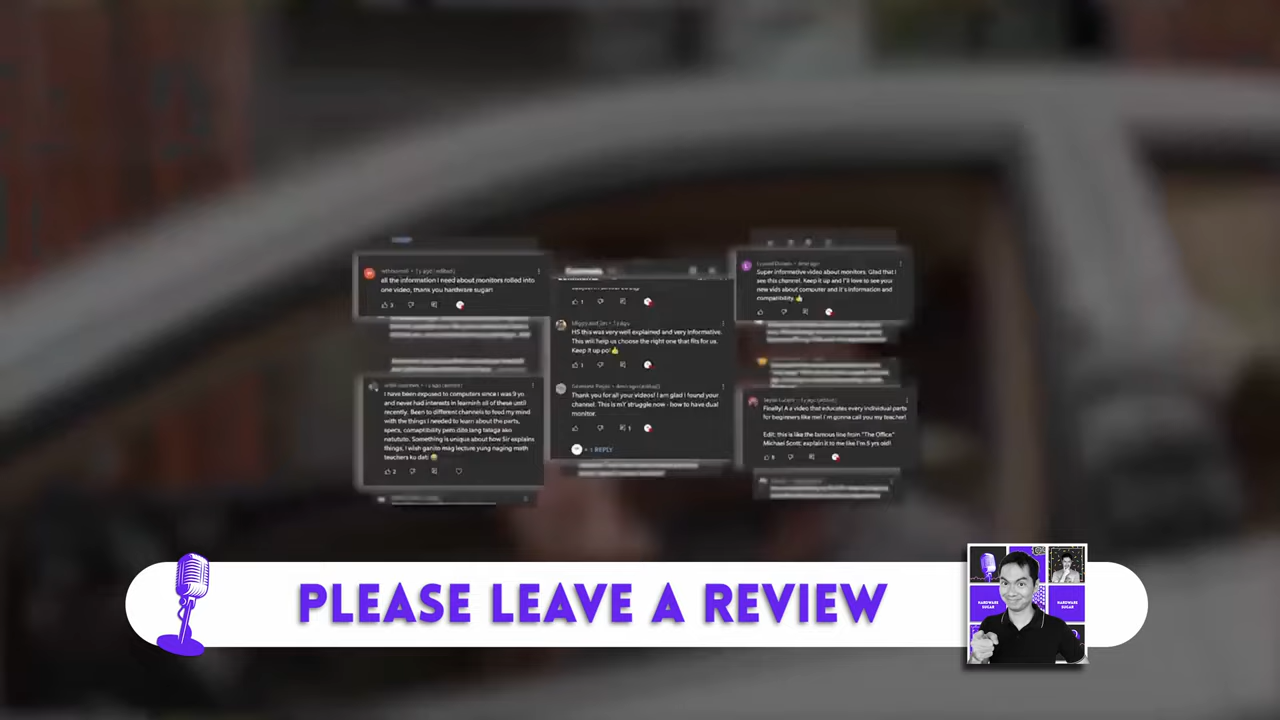 all the information I need about monitors rolled into
one video, thank you hardware sugar!
3
I have been exposed to computers since I was 9 yo
and never had interests in learninh all of these until
recently. Been to different channels to feed my mind
with the things I needed to learn about the parts,
specs, compatibility pero dito lang talaga ako
natututo. Something is unique about how Sir explains
things, I wish ganito mag lecture yung naging math
teachers ko dati
2
1
HS this was very well explained and very informative.
This will help us choose the right one that fits for us.
Keep it up po!
1
Thank you for all your videos! I am glad I found your
channel. This is my struggle now - how to have dual
monitor.
1
1 REPLY
Super informative video about monitors. Glad that I
see this channel. Keep it up and I'll love to see your
new vids about computer and it's information and
compatibility.
Finally! A a video that educates every individual parts
for beginners like me! I'm gonna call you my teacher!
Edit: this is like the famous line from "The Office"
Michael Scott: explain it to me like I'm 5 yrs old!
PLEASE LEAVE A REVIEW
HARDWARE
SUGAR
HARDWARE
SUGAR